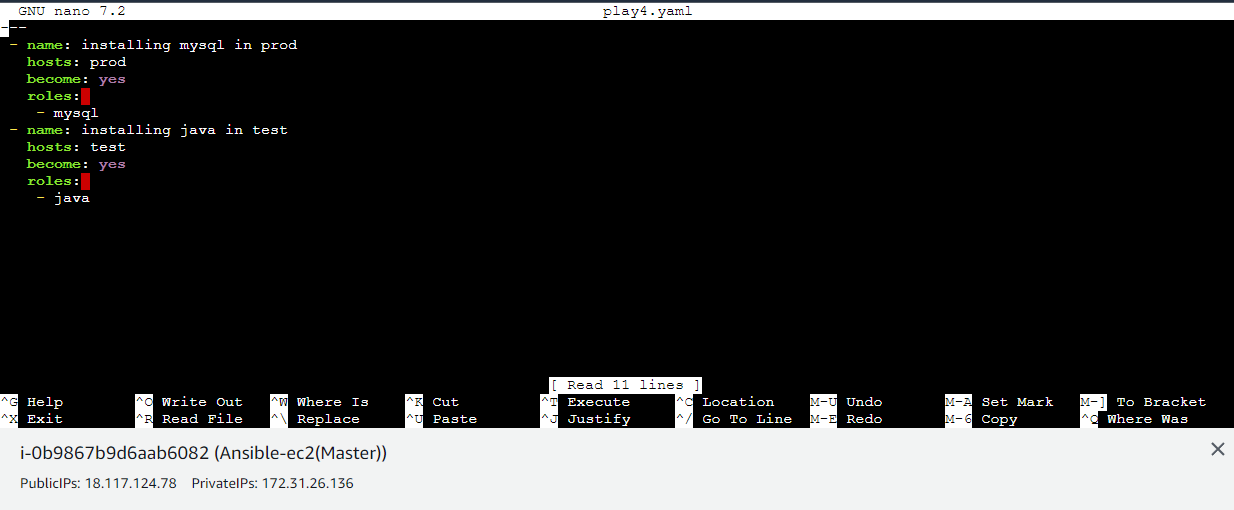 GNU nano 7.2 play4.yaml
---
- name: installing mysql in prod
hosts: prod
become: yes
roles:
- mysql
- name: installing java in test
hosts: test
become: yes
roles:
- java
[ Read 11 lines ]
^G Help ^O Write Out ^W Where Is ^K Cut ^T Execute ^C Location M-U Undo M-A Set Mark M-] To Bracket
^X Exit ^R Read File ^\ Replace ^U Paste ^J Justify ^/ Go To Line M-E Redo M-6 Copy ^Q Where Was
i-0b9867b9d6aab6082 (Ansible-ec2(Master))
PublicIPs: 18.117.124.78 PrivateIPs: 172.31.26.136